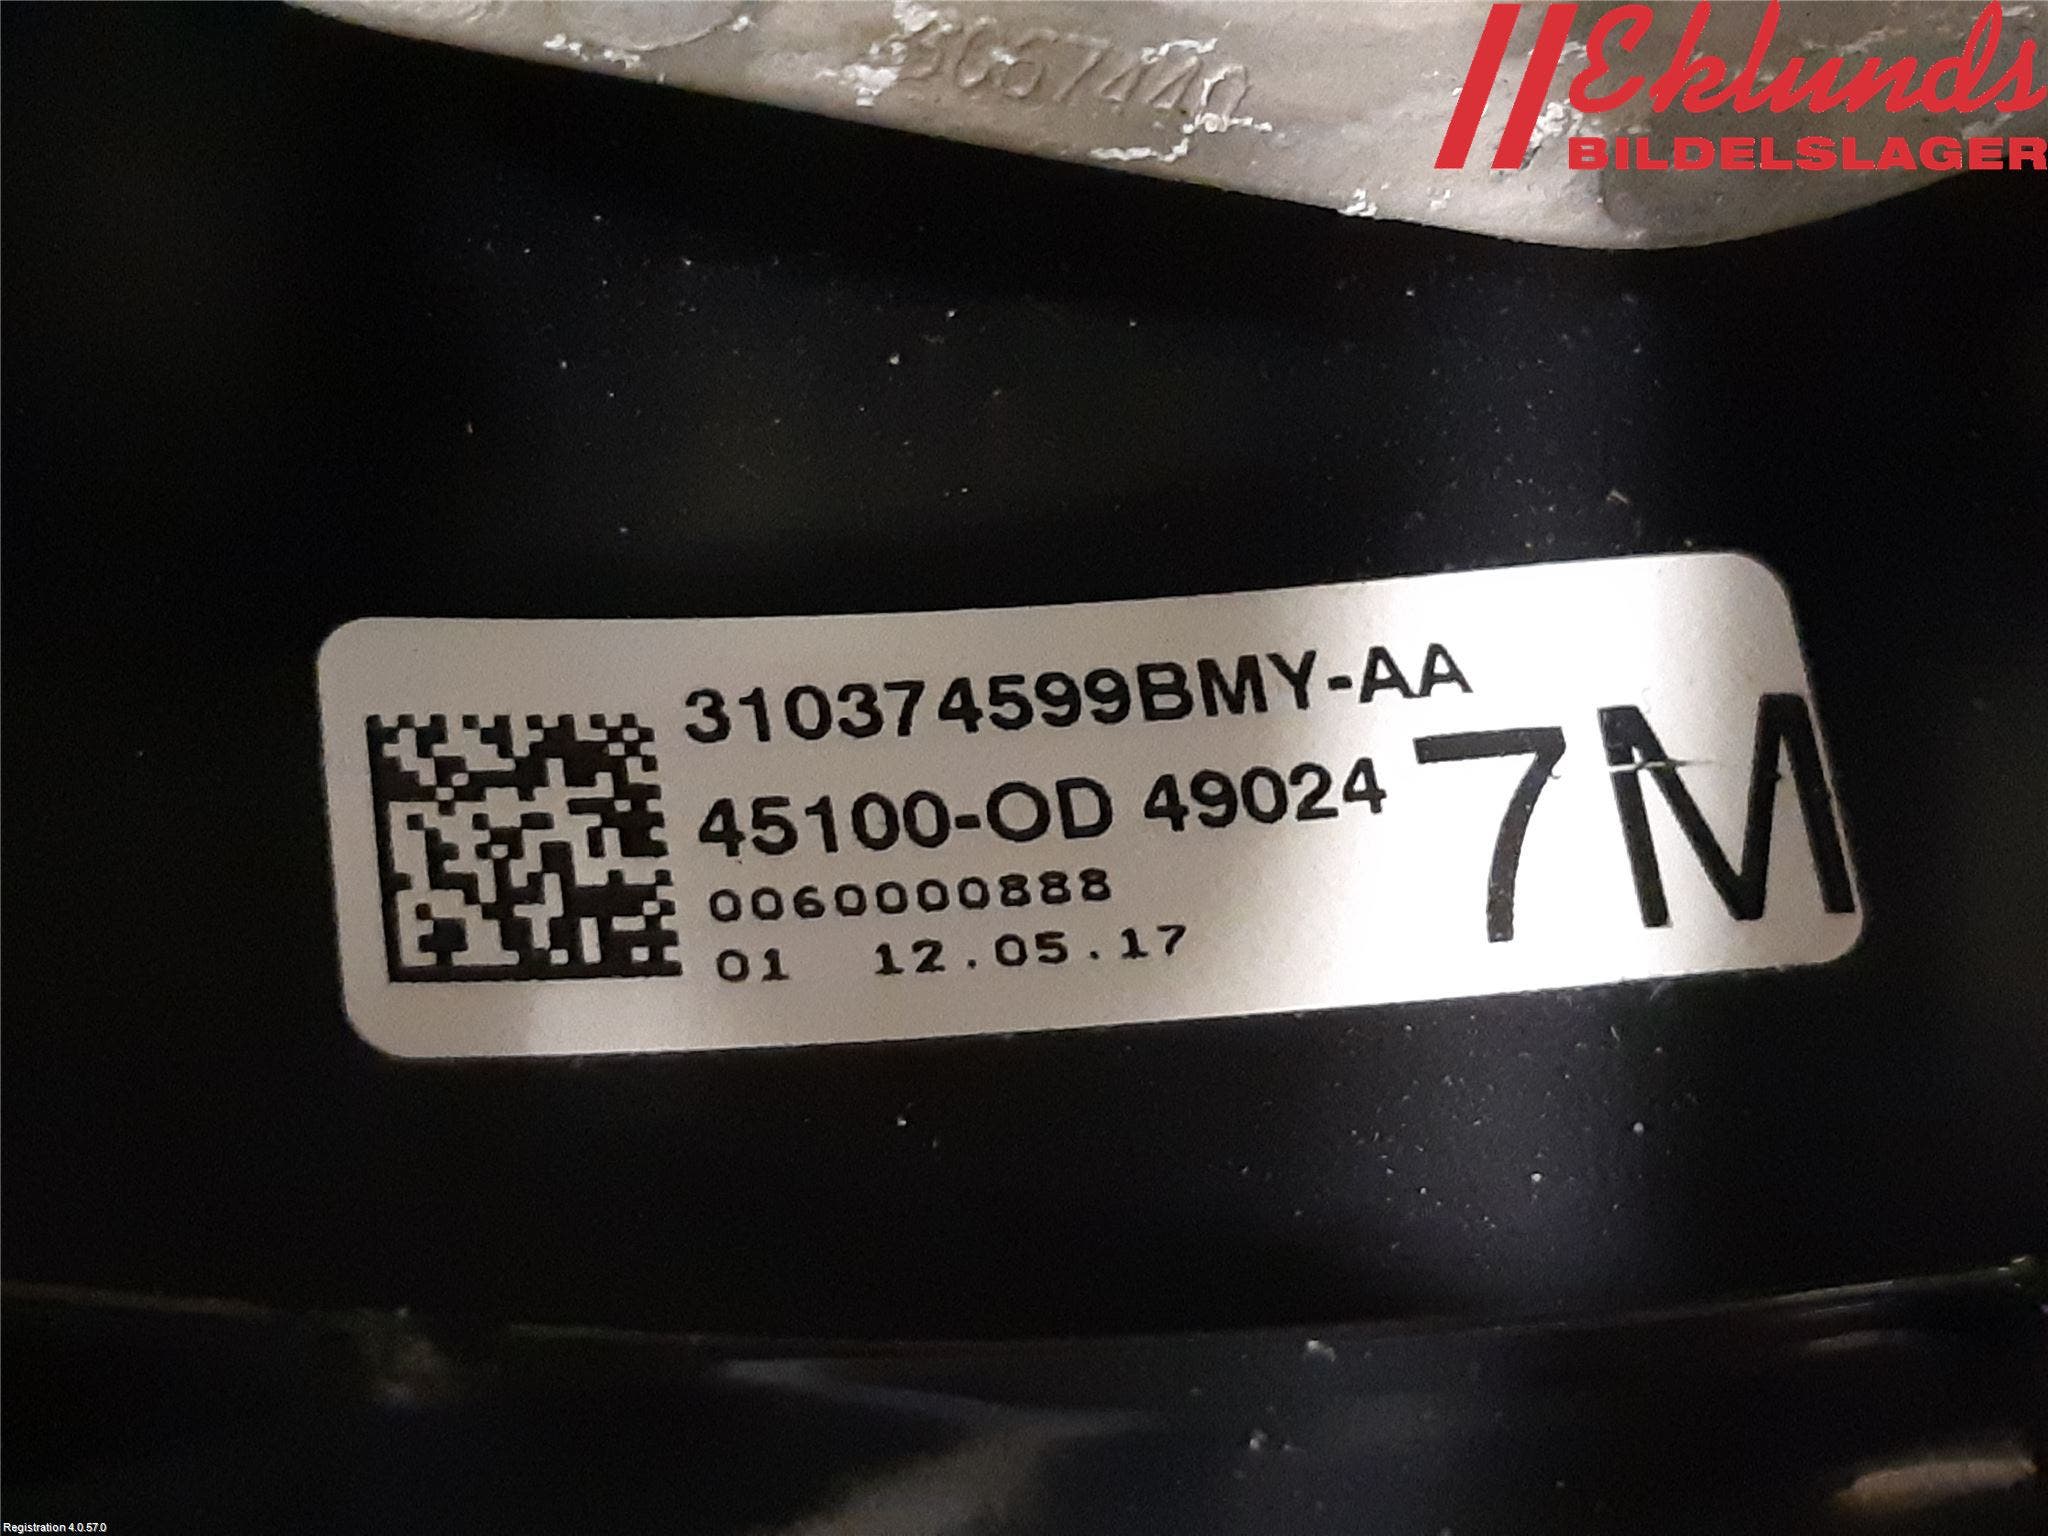 Eklunds
BILDELSLAGER
310374599BMY-AA
45100-OD 49024
7M
0060000888
01 12.05.17
Registration 4.0.57.0